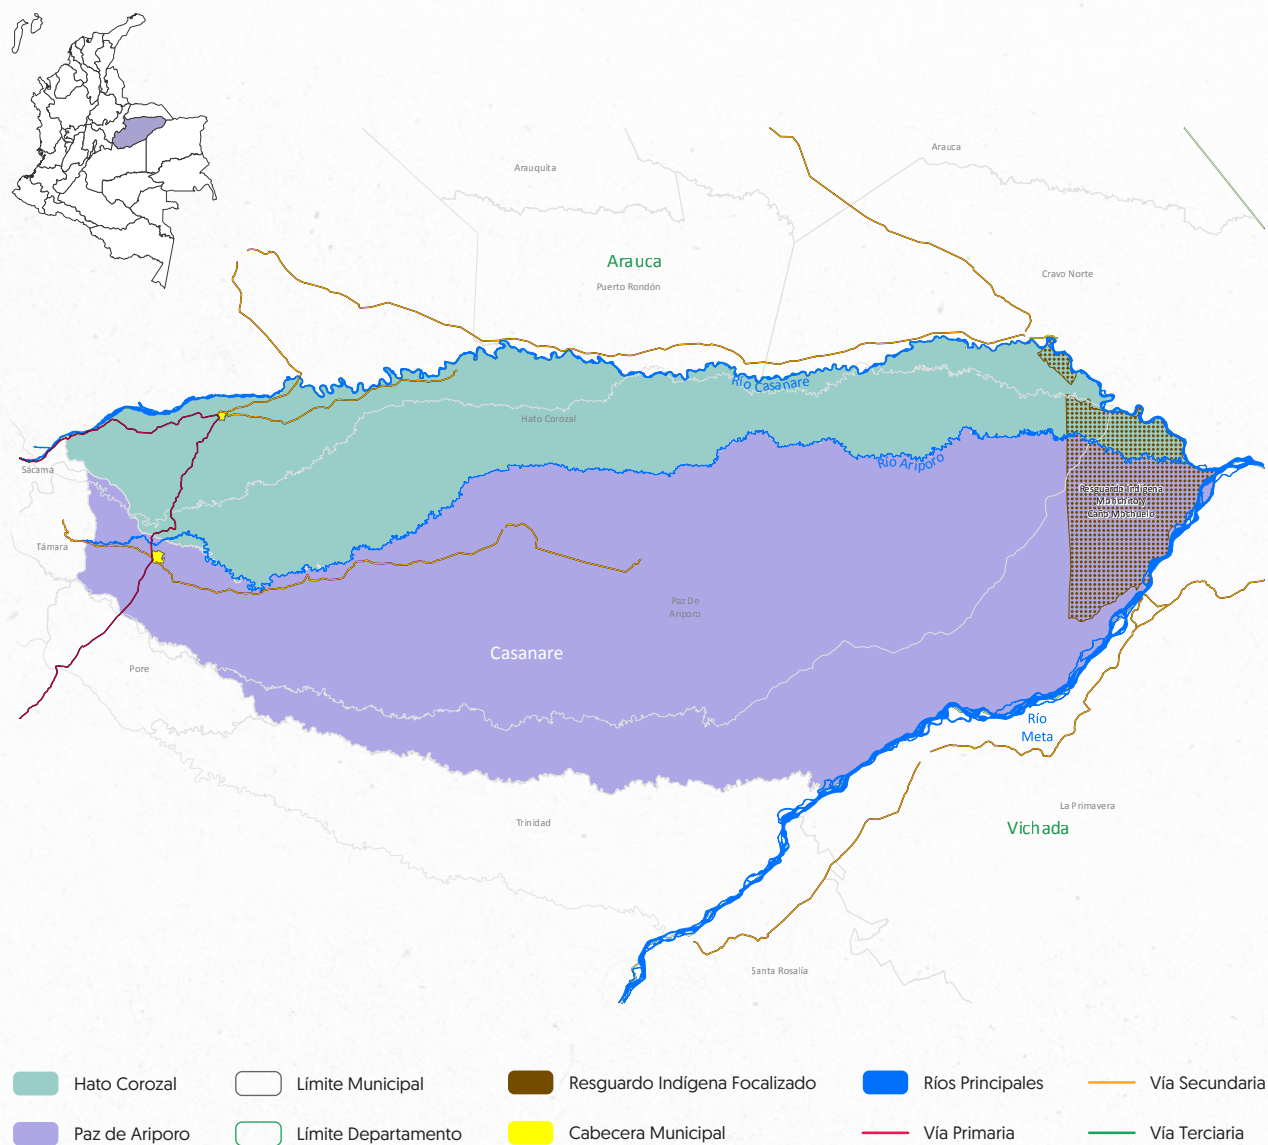 Arauca
Arauquita
Arauca
Cravo Norte
Puerto Rondón
Río Casanare
Hato Corozal
Río Ariporo
Sácama
Resguardo Indígena
Morichito y
Caño Mochuelo
Támara
Paz De
Ariporo
Casanare
Pore
Río
Meta
La Primavera
Trinidad
Vichada
Santa Rosalía
Hato Corozal
Límite Municipal
Resguardo Indígena Focalizado
Ríos Principales
Vía Secundaria
Paz de Ariporo
Límite Departamento
Cabecera Municipal
Vía Primaria
Vía Terciaria